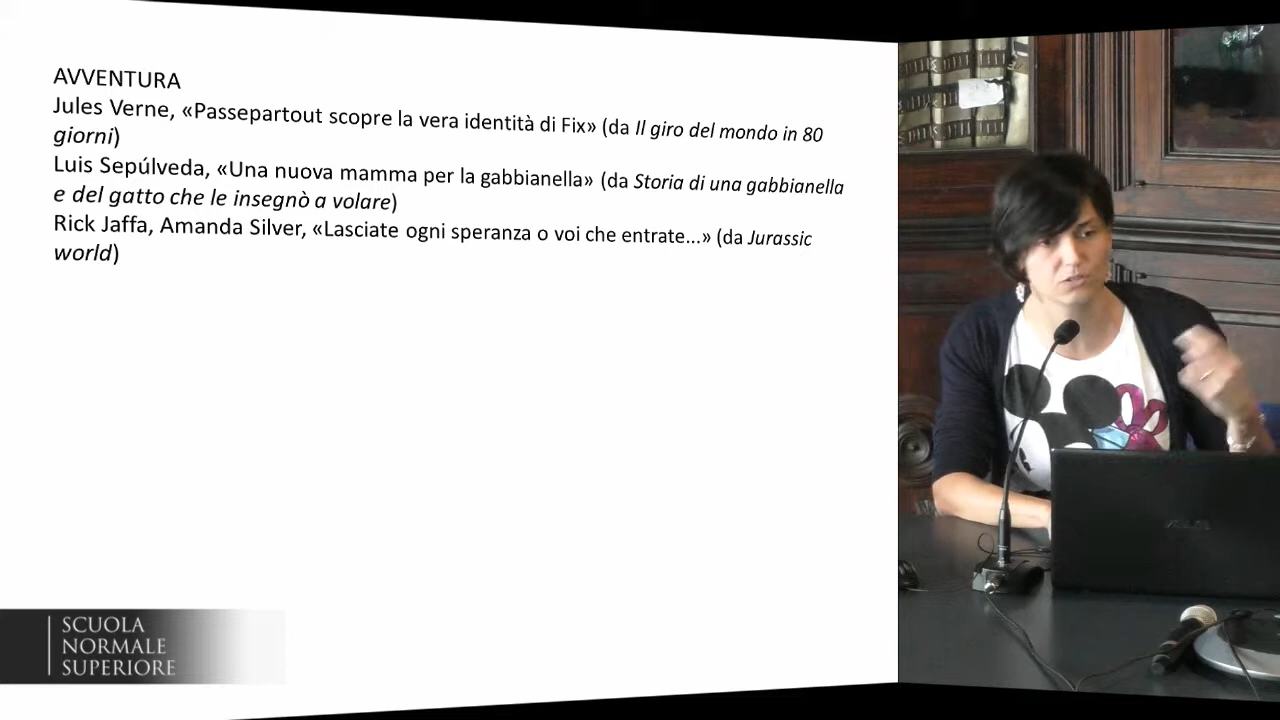 AVVENTURA
Jules Verne, «Passepartout scopre la vera identità di Fix» (da Il giro del mondo in 80
giorni)
Luis Sepúlveda, «Una nuova mamma per la gabbianella» (da Storia di una gabbianella
e del gatto che le insegnò a volare)
Rick Jaffa, Amanda Silver, «Lasciate ogni speranza o voi che entrate...» (da Jurassic
world)
SCUOLA
NORMALE
SUPERIORE
ASUS